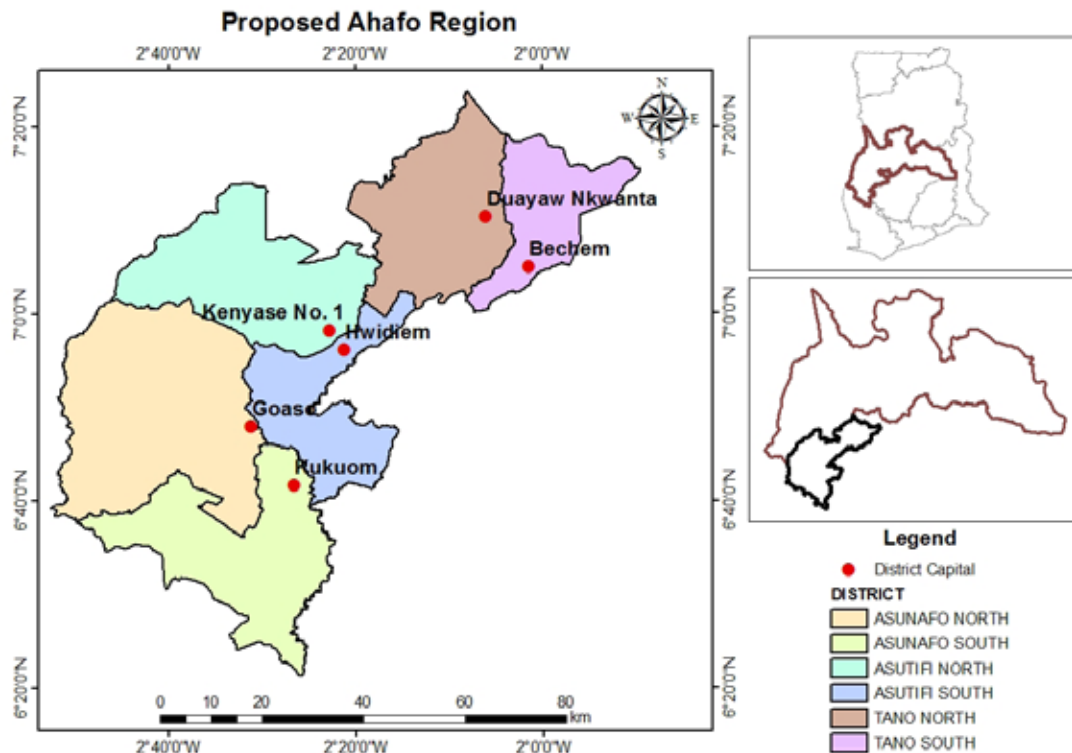 Proposed Ahafo Region
2°40'0"W 2°20'0"W 2°0'0"W
7°20'0"N 7°20'0"N
N
W E
S
Duayaw Nkwanta
Bechem
7°0'0"N 7°0'0"N
Kenyase No. 1
Hwidiem
Goaso
Kukuom
6°40'0"N 6°40'0"N
6°20'0"N 6°20'0"N
0 10 20 40 60 80
km
2°40'0"W 2°20'0"W 2°0'0"W
Legend
District Capital
DISTRICT
ASUNAFO NORTH
ASUNAFO SOUTH
ASUTIFI NORTH
ASUTIFI SOUTH
TANO NORTH
TANO SOUTH